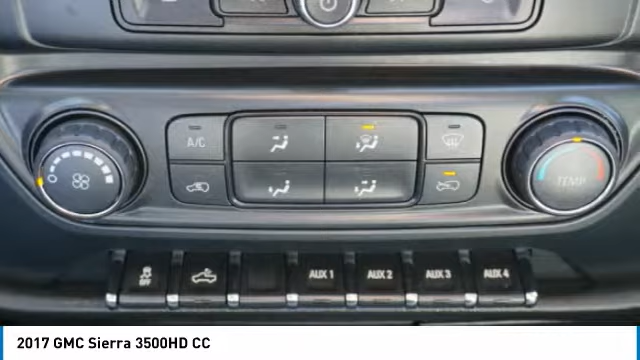 A/C
TEMP
OFF
AUX 1
AUX 2
AUX 3
AUX 4
2017 GMC Sierra 3500HD CC